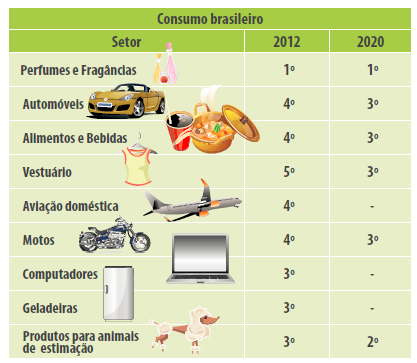 Consumo brasileiro
Setor 2012 2020
Perfumes e Fragâncias 1º 1º
Automóveis 4º 3º
Alimentos e Bebidas 4º 3º
Vestuário 5º 3º
Aviação doméstica 4º -
Motos 4º 3º
Computadores 3º -
Geladeiras 3º -
Produtos para animais
de estimação 3º 2º